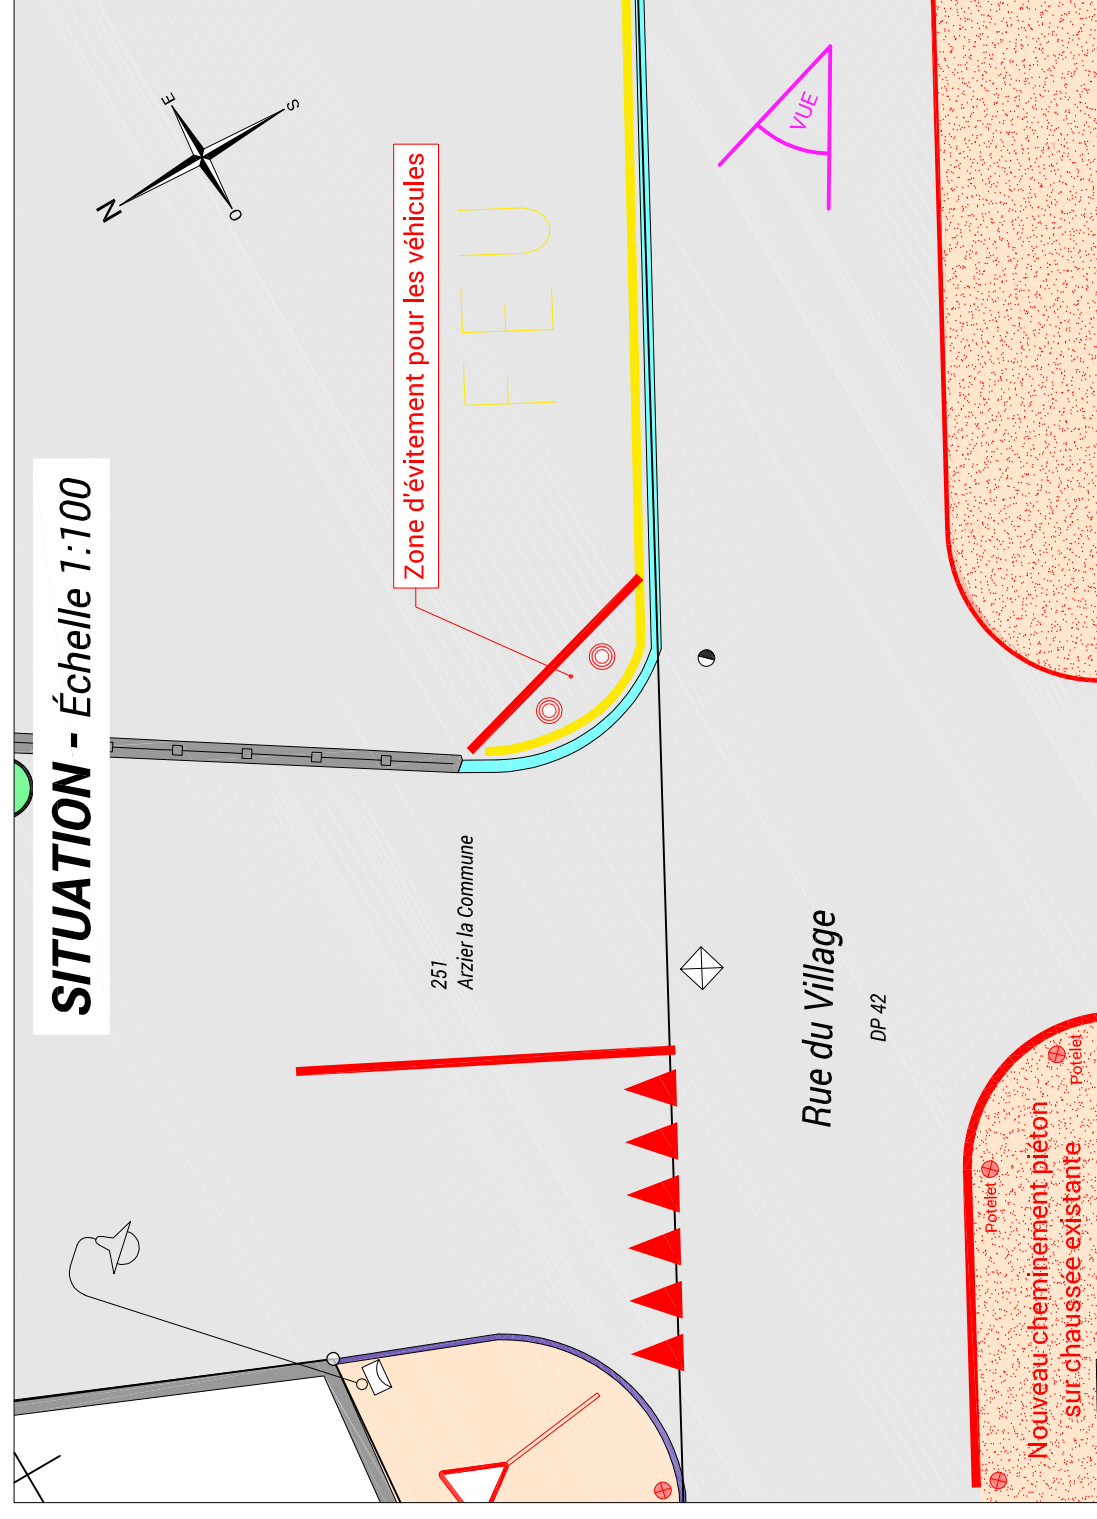 SITUATION - Échelle 1:100
N
E
S
O
Zone d'évitement pour les véhicules
FEU
VUE
251
Arzier la Commune
Rue du Village
DP 42
Potelet
Potelet
Nouveau cheminement piéton
sur chaussée existante